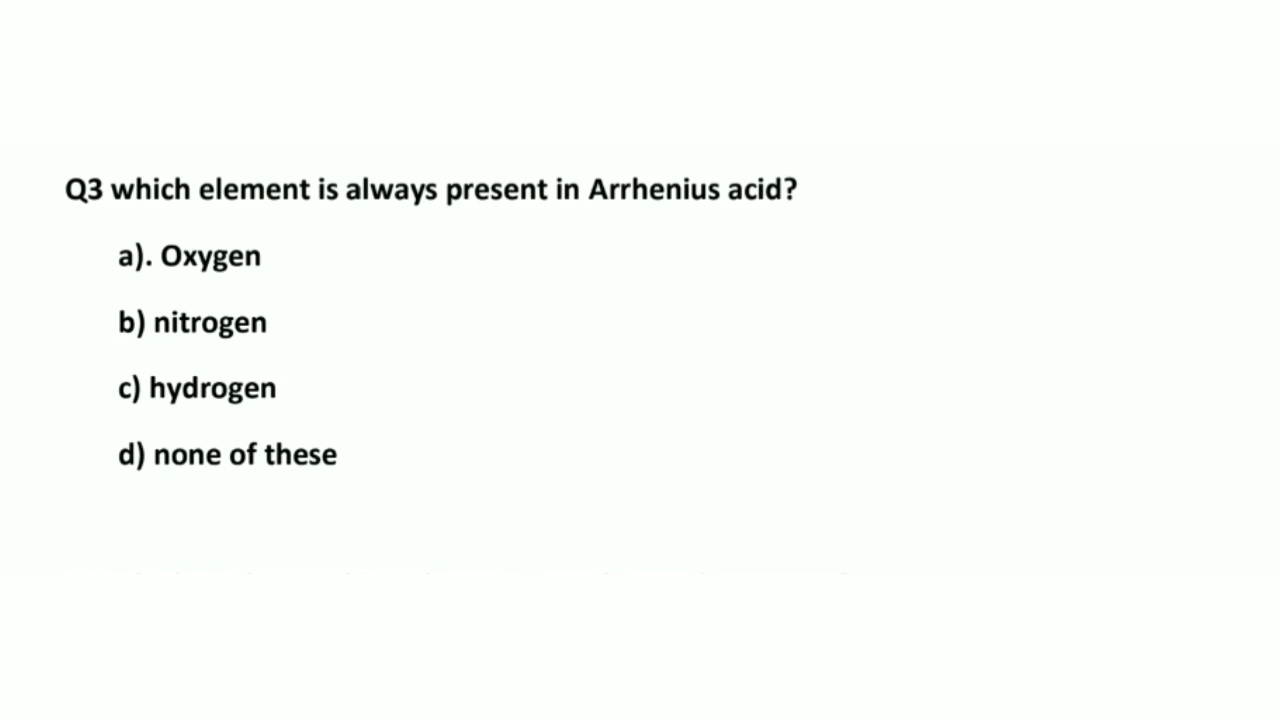 Q3 which element is always present in Arrhenius acid?
a). Oxygen
b) nitrogen
c) hydrogen
d) none of these